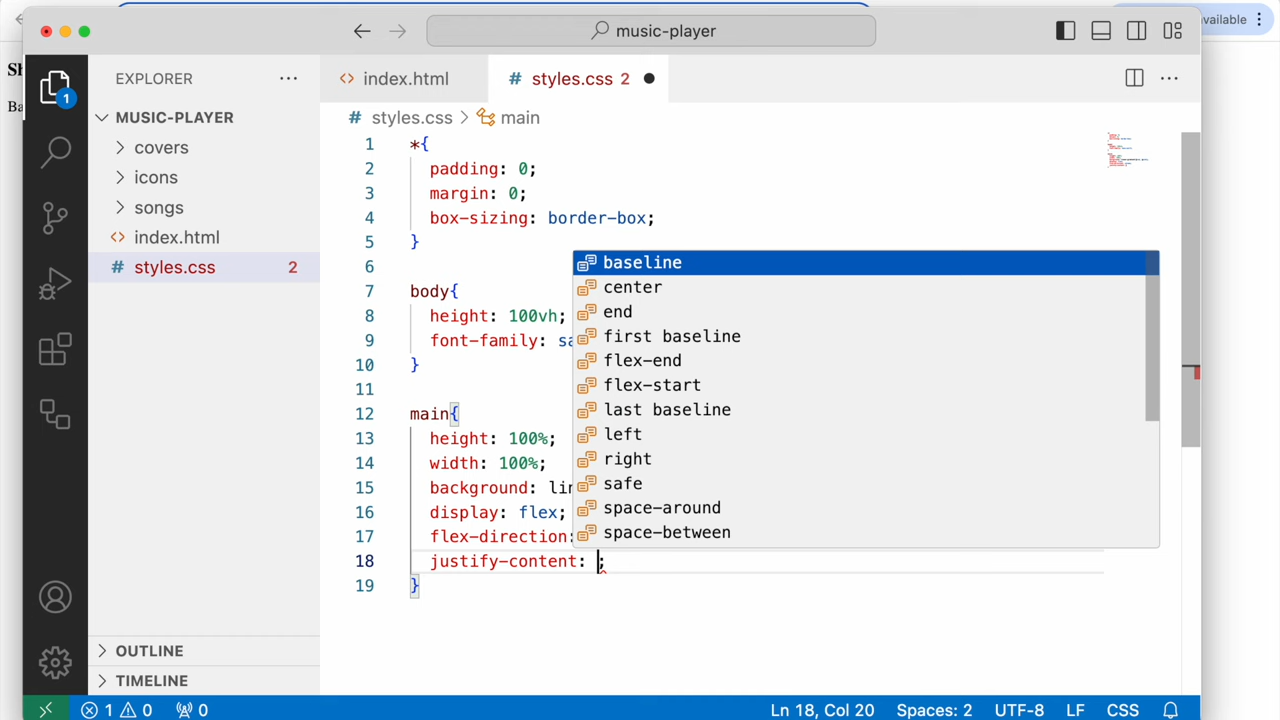 vailable
music-player
Sh
Ba
EXPLORER
index.html
styles.css 2
MUSIC-PLAYER
covers
icons
songs
index.html
styles.css 2
1
styles.css > main
1 *{
2 padding: 0;
3 margin: 0;
4 box-sizing: border-box;
5 }
6
7 body{
8 height: 100vh;
9 font-family: sa
10 }
11
12 main{
13 height: 100%;
14 width: 100%;
15 background: lin
16 display: flex;
17 flex-direction:
18 justify-content: ;
19 }
baseline
center
end
first baseline
flex-end
flex-start
last baseline
left
right
safe
space-around
space-between
OUTLINE
TIMELINE
1 0 0 Ln 18, Col 20 Spaces: 2 UTF-8 LF CSS